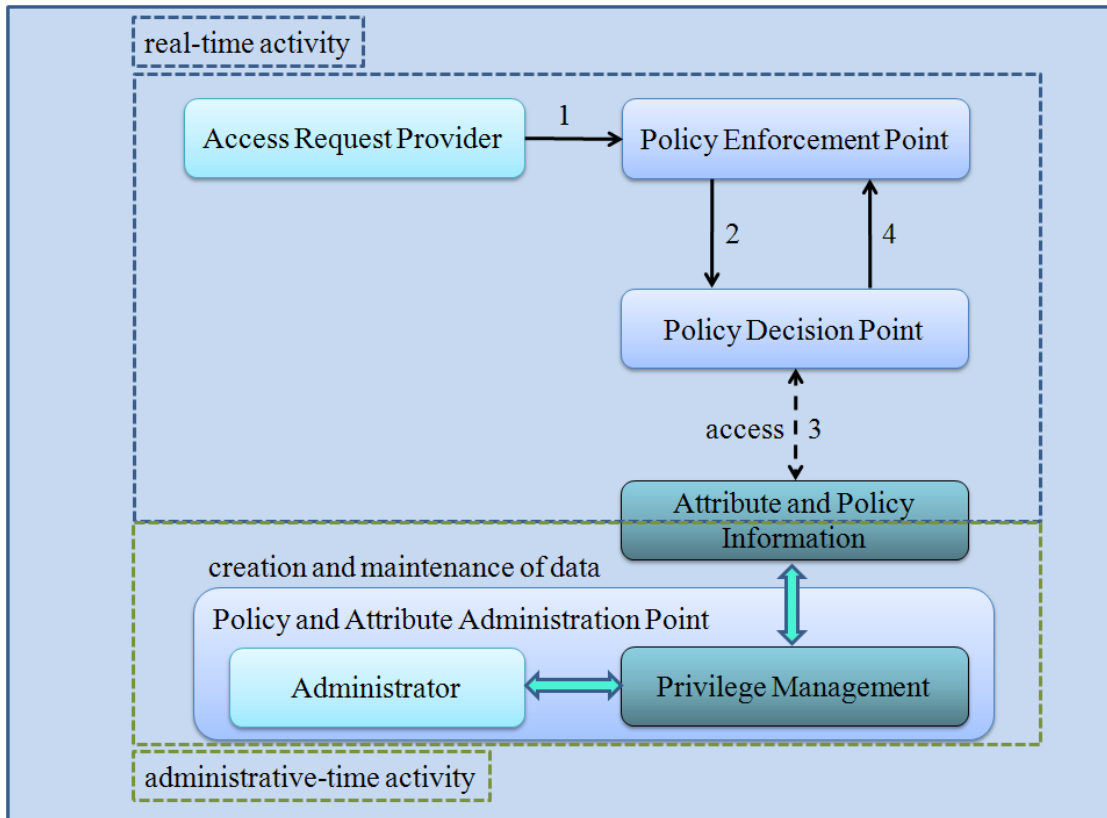 real-time activity
1
Access Request Provider
Policy Enforcement Point
2
4
Policy Decision Point
access
3
Attribute and Policy
Information
creation and maintenance of data
Policy and Attribute Administration Point
Administrator
Privilege Management
administrative-time activity